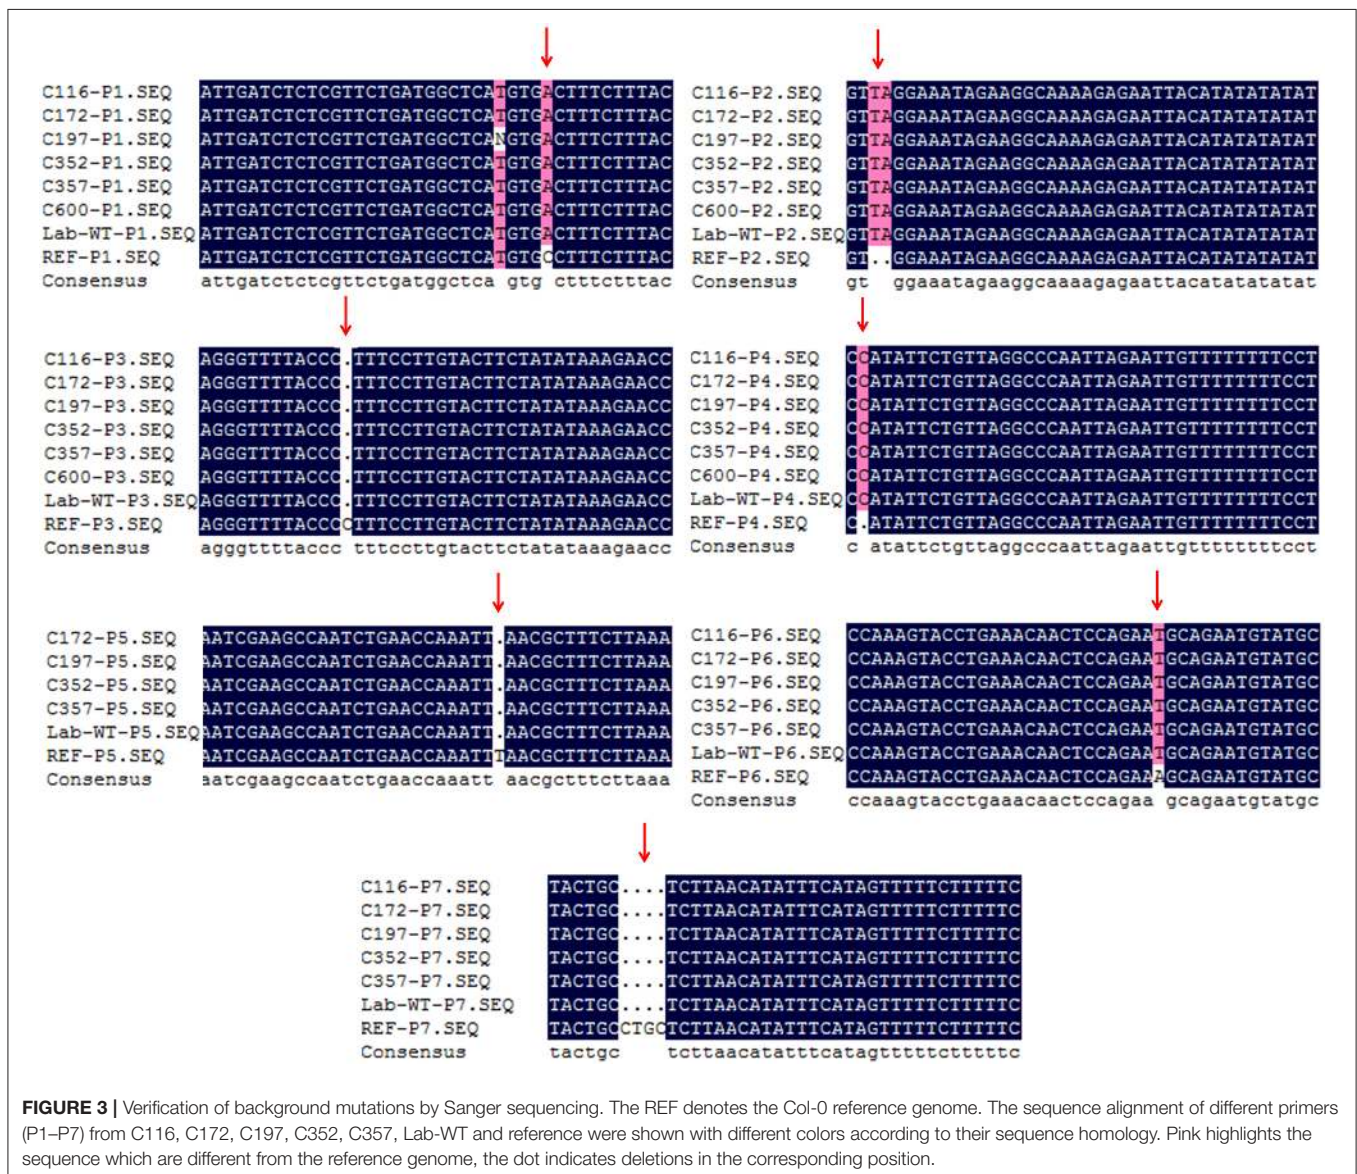 C116-P1.SEQ ATTGATCTCTCGTTCTGATGGCTCATGTGACTTTCTTTAC
C172-P1.SEQ ATTGATCTCTCGTTCTGATGGCTCATGTGACTTTCTTTAC
C197-P1.SEQ ATTGATCTCTCGTTCTGATGGCTCANGTGACTTTCTTTAC
C352-P1.SEQ ATTGATCTCTCGTTCTGATGGCTCATGTGACTTTCTTTAC
C357-P1.SEQ ATTGATCTCTCGTTCTGATGGCTCATGTGACTTTCTTTAC
C600-P1.SEQ ATTGATCTCTCGTTCTGATGGCTCATGTGACTTTCTTTAC
Lab-WT-P1.SEQ ATTGATCTCTCGTTCTGATGGCTCATGTGACTTTCTTTAC
REF-P1.SEQ ATTGATCTCTCGTTCTGATGGCTCATGTGCCTTTCTTTAC
Consensus attgatctctcgttctgatggctca gtg ctttctttac
C116-P2.SEQ GTTAGGAAATAGAAGGCAAAAGAGAATTACATATATATAT
C172-P2.SEQ GTTAGGAAATAGAAGGCAAAAGAGAATTACATATATATAT
C197-P2.SEQ GTTAGGAAATAGAAGGCAAAAGAGAATTACATATATATAT
C352-P2.SEQ GTTAGGAAATAGAAGGCAAAAGAGAATTACATATATATAT
C357-P2.SEQ GTTAGGAAATAGAAGGCAAAAGAGAATTACATATATATAT
C600-P2.SEQ GTTAGGAAATAGAAGGCAAAAGAGAATTACATATATATAT
Lab-WT-P2.SEQ GTTAGGAAATAGAAGGCAAAAGAGAATTACATATATATAT
REF-P2.SEQ GT..GGAAATAGAAGGCAAAAGAGAATTACATATATATAT
Consensus gt ggaaatagaaggcaaaagagaattacatatatatat
C116-P3.SEQ AGGGTTTTACCC.TTTCCTTGTACTTCTATATAAAGAACC
C172-P3.SEQ AGGGTTTTACCC.TTTCCTTGTACTTCTATATAAAGAACC
C197-P3.SEQ AGGGTTTTACCC.TTTCCTTGTACTTCTATATAAAGAACC
C352-P3.SEQ AGGGTTTTACCC.TTTCCTTGTACTTCTATATAAAGAACC
C357-P3.SEQ AGGGTTTTACCC.TTTCCTTGTACTTCTATATAAAGAACC
C600-P3.SEQ AGGGTTTTACCC.TTTCCTTGTACTTCTATATAAAGAACC
Lab-WT-P3.SEQ AGGGTTTTACCC.TTTCCTTGTACTTCTATATAAAGAACC
REF-P3.SEQ AGGGTTTTACCCCTTTCCTTGTACTTCTATATAAAGAACC
Consensus agggttttaccc tttccttgtacttctatataaagaacc
C116-P4.SEQ CCATATTCTGTTAGGCCCAATTAGAATTGTTTTTTTTCCT
C172-P4.SEQ CCATATTCTGTTAGGCCCAATTAGAATTGTTTTTTTTCCT
C197-P4.SEQ CCATATTCTGTTAGGCCCAATTAGAATTGTTTTTTTTCCT
C352-P4.SEQ CCATATTCTGTTAGGCCCAATTAGAATTGTTTTTTTTCCT
C357-P4.SEQ CCATATTCTGTTAGGCCCAATTAGAATTGTTTTTTTTCCT
C600-P4.SEQ CCATATTCTGTTAGGCCCAATTAGAATTGTTTTTTTTCCT
Lab-WT-P4.SEQ CCATATTCTGTTAGGCCCAATTAGAATTGTTTTTTTTCCT
REF-P4.SEQ C.ATATTCTGTTAGGCCCAATTAGAATTGTTTTTTTTCCT
Consensus c atattctgttaggcccaattagaattgttttttttcct
C172-P5.SEQ AATCGAAGCCAATCTGAACCAAATT.AACGCTTTCTTAAA
C197-P5.SEQ AATCGAAGCCAATCTGAACCAAATT.AACGCTTTCTTAAA
C352-P5.SEQ AATCGAAGCCAATCTGAACCAAATT.AACGCTTTCTTAAA
C357-P5.SEQ AATCGAAGCCAATCTGAACCAAATT.AACGCTTTCTTAAA
Lab-WT-P5.SEQ AATCGAAGCCAATCTGAACCAAATT.AACGCTTTCTTAAA
REF-P5.SEQ AATCGAAGCCAATCTGAACCAAATTTAACGCTTTCTTAAA
Consensus aatcgaagccaatctgaaccaaatt aacgctttcttaaa
C116-P6.SEQ CCAAAGTACCTGAAACAACTCCAGAATGCAGAATGTATGC
C172-P6.SEQ CCAAAGTACCTGAAACAACTCCAGAATGCAGAATGTATGC
C197-P6.SEQ CCAAAGTACCTGAAACAACTCCAGAATGCAGAATGTATGC
C352-P6.SEQ CCAAAGTACCTGAAACAACTCCAGAATGCAGAATGTATGC
C357-P6.SEQ CCAAAGTACCTGAAACAACTCCAGAATGCAGAATGTATGC
Lab-WT-P6.SEQ CCAAAGTACCTGAAACAACTCCAGAATGCAGAATGTATGC
REF-P6.SEQ CCAAAGTACCTGAAACAACTCCAGAAAGCAGAATGTATGC
Consensus ccaaagtacctgaaacaactccagaa gcagaatgtatgc
C116-P7.SEQ TACTGC....TCTTAACATATTTCATAGTTTTTCTTTTTC
C172-P7.SEQ TACTGC....TCTTAACATATTTCATAGTTTTTCTTTTTC
C197-P7.SEQ TACTGC....TCTTAACATATTTCATAGTTTTTCTTTTTC
C352-P7.SEQ TACTGC....TCTTAACATATTTCATAGTTTTTCTTTTTC
C357-P7.SEQ TACTGC....TCTTAACATATTTCATAGTTTTTCTTTTTC
Lab-WT-P7.SEQ TACTGC....TCTTAACATATTTCATAGTTTTTCTTTTTC
REF-P7.SEQ TACTGCCTGCTCTTAACATATTTCATAGTTTTTCTTTTTC
Consensus tactgc tcttaacatatttcatagtttttctttttc
FIGURE 3 | Verification of background mutations by Sanger sequencing. The REF denotes the Col-0 reference genome. The sequence alignment of different primers
(P1–P7) from C116, C172, C197, C352, C357, Lab-WT and reference were shown with different colors according to their sequence homology. Pink highlights the
sequence which are different from the reference genome, the dot indicates deletions in the corresponding position.